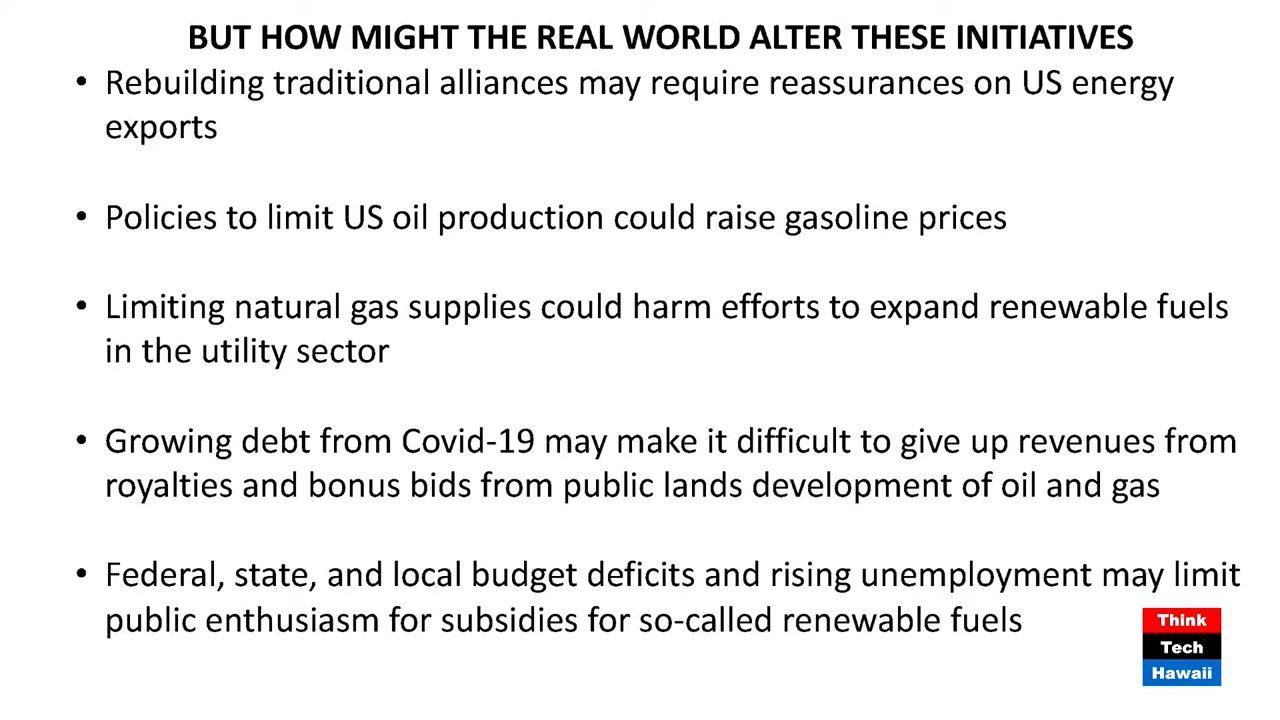 BUT HOW MIGHT THE REAL WORLD ALTER THESE INITIATIVES
• Rebuilding traditional alliances may require reassurances on US energy
exports
• Policies to limit US oil production could raise gasoline prices
• Limiting natural gas supplies could harm efforts to expand renewable fuels
in the utility sector
• Growing debt from Covid-19 may make it difficult to give up revenues from
royalties and bonus bids from public lands development of oil and gas
• Federal, state, and local budget deficits and rising unemployment may limit
public enthusiasm for subsidies for so-called renewable fuels
Think
Tech
Hawaii